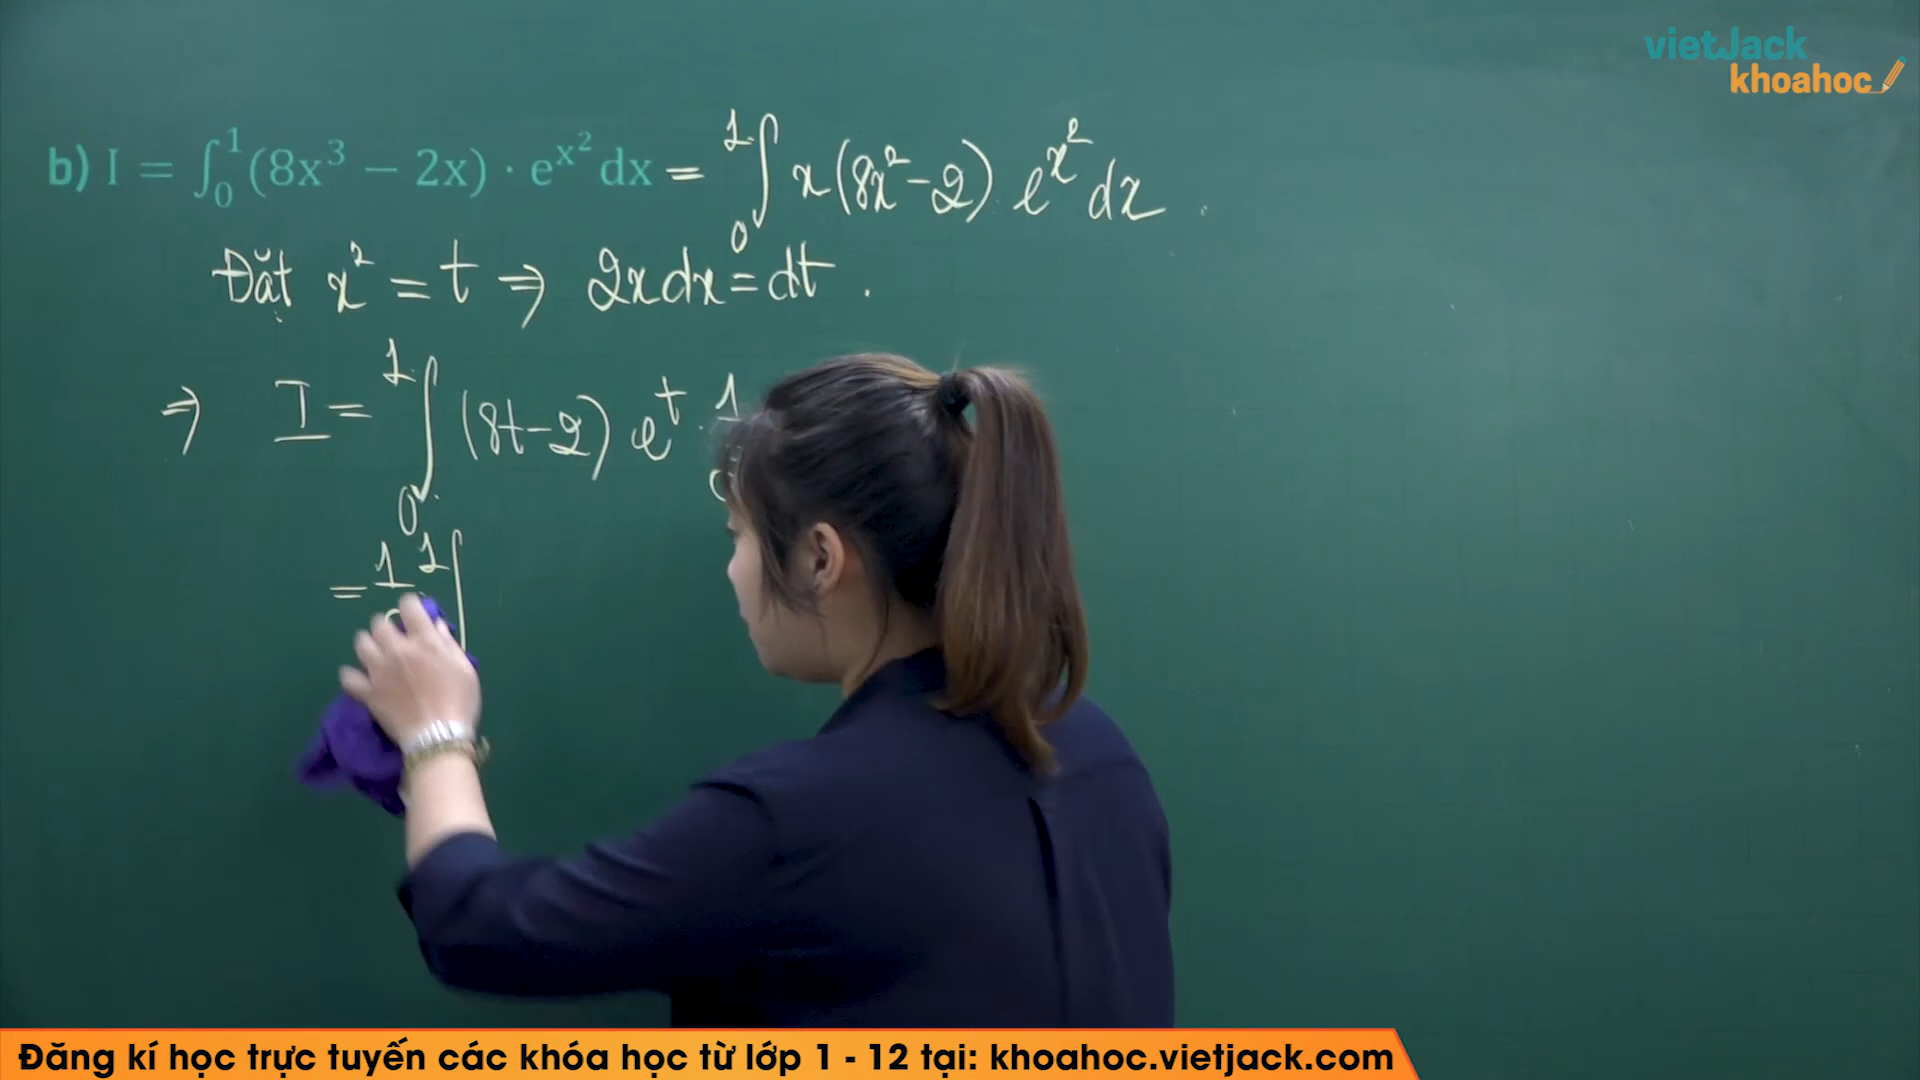 vietJack
khoahoc
b) I = ∫₀¹(8x³ − 2x) · e^{x²} dx = ∫₀¹ x(8x²-2) e^{x²} dx
Đặt x² = t ⇒ 2xdx = dt .
⇒ I = ∫₀¹ (8t-2) e^t . 1
= 1 ∫¹
Đăng kí học trực tuyến các khóa học từ lớp 1 - 12 tại: khoahoc.vietjack.com